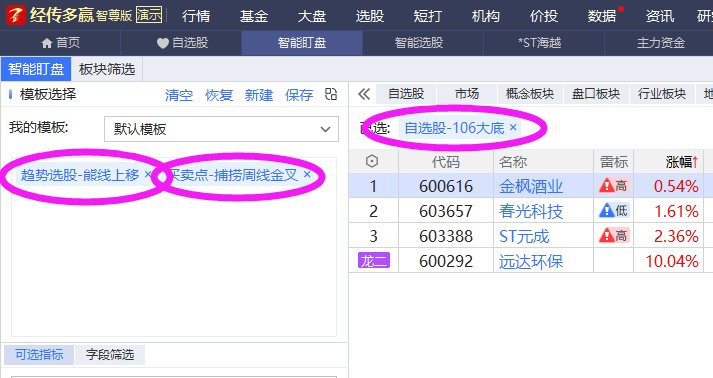 经传多赢 智尊版 演示 行情 基金 大盘 选股 短打 机构 价投 数据 资讯
首页 自选股 智能盯盘 智能选股 *ST海越 主力资金
智能盯盘 板块筛选
模板选择 清空 恢复 新建 保存
自选股 市场 概念板块 盘口板块 行业板块
我的模板: 默认模板
选: 自选股-106大底 ×
趋势选股-熊线上移 × 买卖点-捕捞周线金叉 ×
代码 名称 雷标 涨幅↑
1 600616 金枫酒业 高 0.54%
2 603657 春光科技 低 1.61%
3 603388 ST元成 高 2.36%
龙二 600292 远达环保 10.04%
可选指标 字段筛选